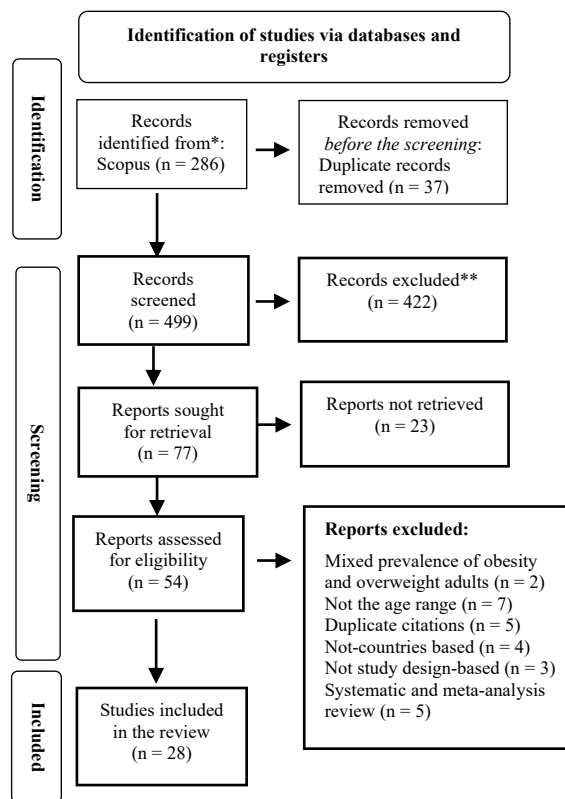 Identification of studies via databases and
registers
Identification
Records
identified from*:
Scopus (n = 286)
Records removed
before the screening:
Duplicate records
removed (n = 37)
Screening
Records
screened
(n = 499)
Records excluded**
(n = 422)
Reports sought
for retrieval
(n = 77)
Reports not retrieved
(n = 23)
Reports assessed
for eligibility
(n = 54)
Reports excluded:
Mixed prevalence of obesity
and overweight adults (n = 2)
Not the age range (n = 7)
Duplicate citations (n = 5)
Not-countries based (n = 4)
Not study design-based (n = 3)
Systematic and meta-analysis
review (n = 5)
Included
Studies included
in the review
(n = 28)